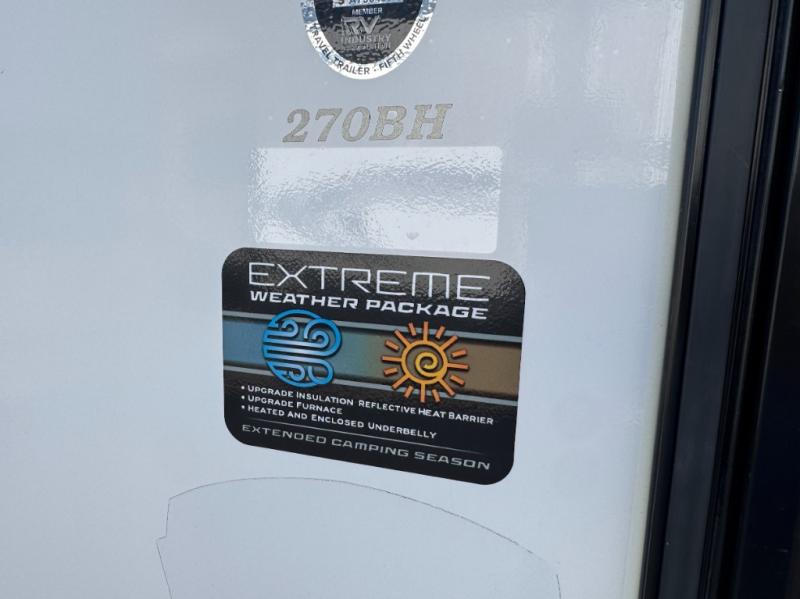 MEMBER
RV
INDUSTRY
TRAVEL TRAILER · FIFTH WHEEL
270BH
EXTREME
WEATHER PACKAGE
• UPGRADE INSULATION REFLECTIVE HEAT BARRIER
• UPGRADE FURNACE
• HEATED AND ENCLOSED UNDERBELLY
EXTENDED CAMPING SEASON